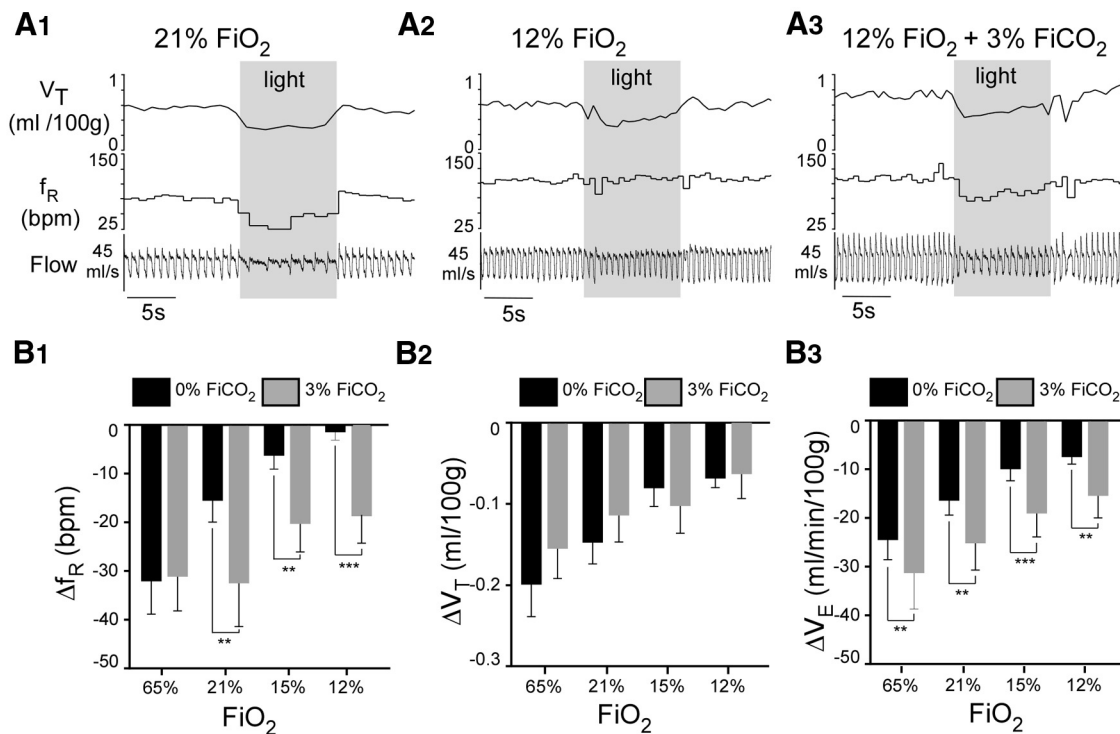 A1
21% FiO2
A2
12% FiO2
A3
12% FiO2 + 3% FiCO2
light
light
light
VT
(ml /100g)
1
0
1
0
1
0
fR
(bpm)
150
25
150
25
150
25
Flow
45
ml/s
45
ml/s
45
ml/s
5s
5s
5s
B1
0% FiCO2
3% FiCO2
ΔfR (bpm)
0
-10
-20
-30
-40
-50
**
**
***
65%
21%
15%
12%
FiO2
B2
0% FiCO2
3% FiCO2
ΔVT (ml/100g)
0
-0.1
-0.2
-0.3
65%
21%
15%
12%
FiO2
B3
0% FiCO2
3% FiCO2
ΔVE (ml/min/100g)
0
-10
-20
-30
-40
-50
**
**
***
**
65%
21%
15%
12%
FiO2